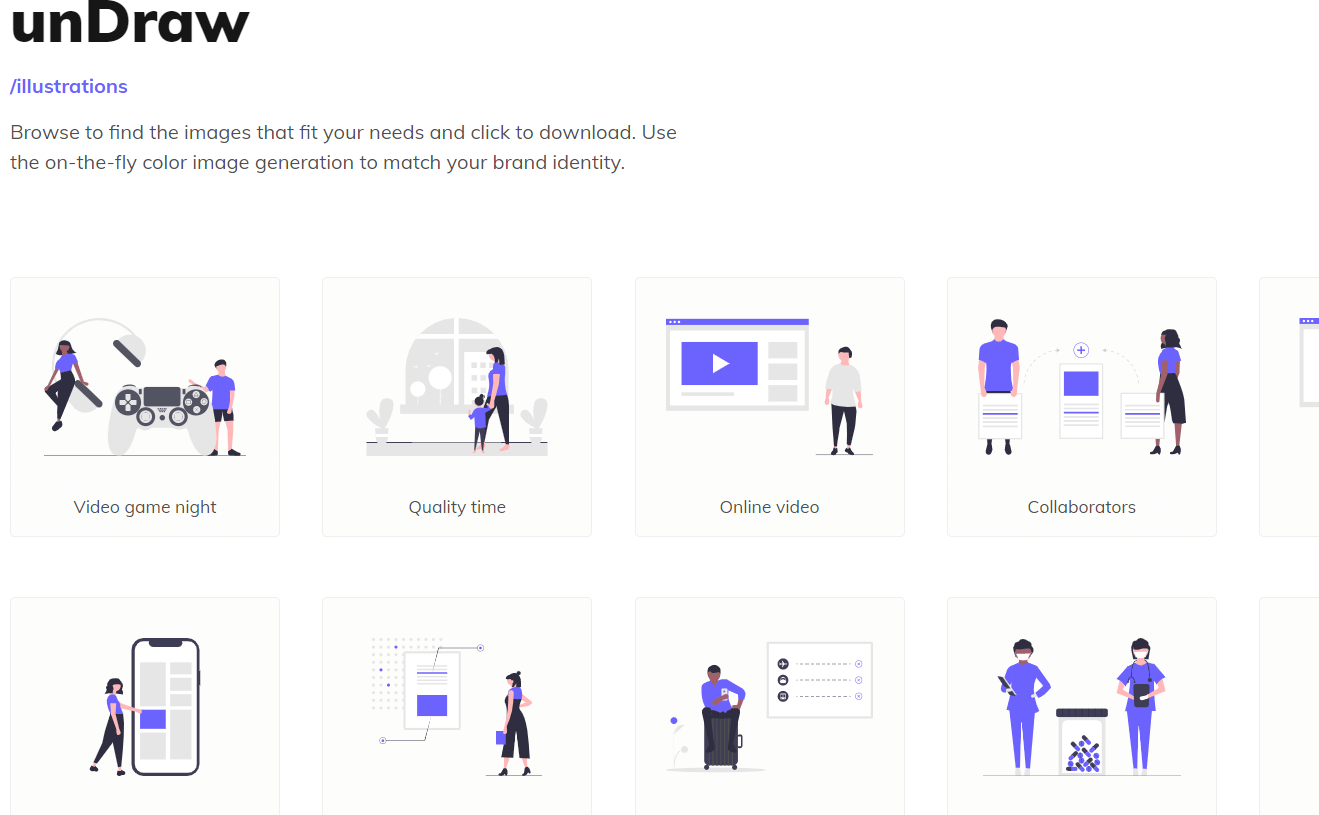 unDraw
/illustrations
Browse to find the images that fit your needs and click to download. Use
the on-the-fly color image generation to match your brand identity.
Video game night
Quality time
Online video
Collaborators